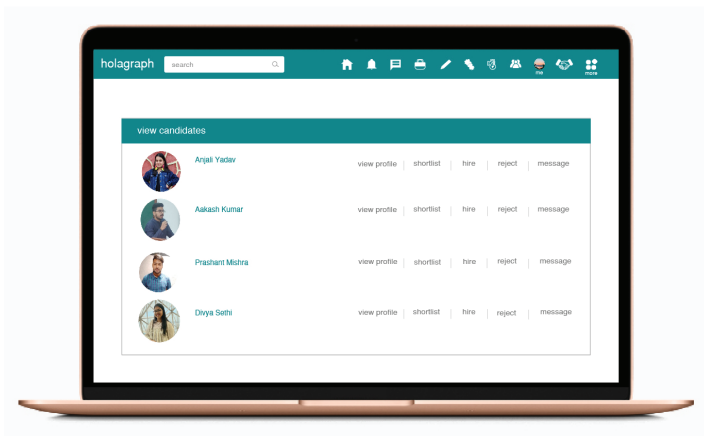 holagraph search
me more
view candidates
Anjali Yadav view profile shortlist hire reject message
Aakash Kumar view profile shortlist hire reject message
Prashant Mishra view profile shortlist hire reject message
Divya Sethi view profile shortlist hire reject message